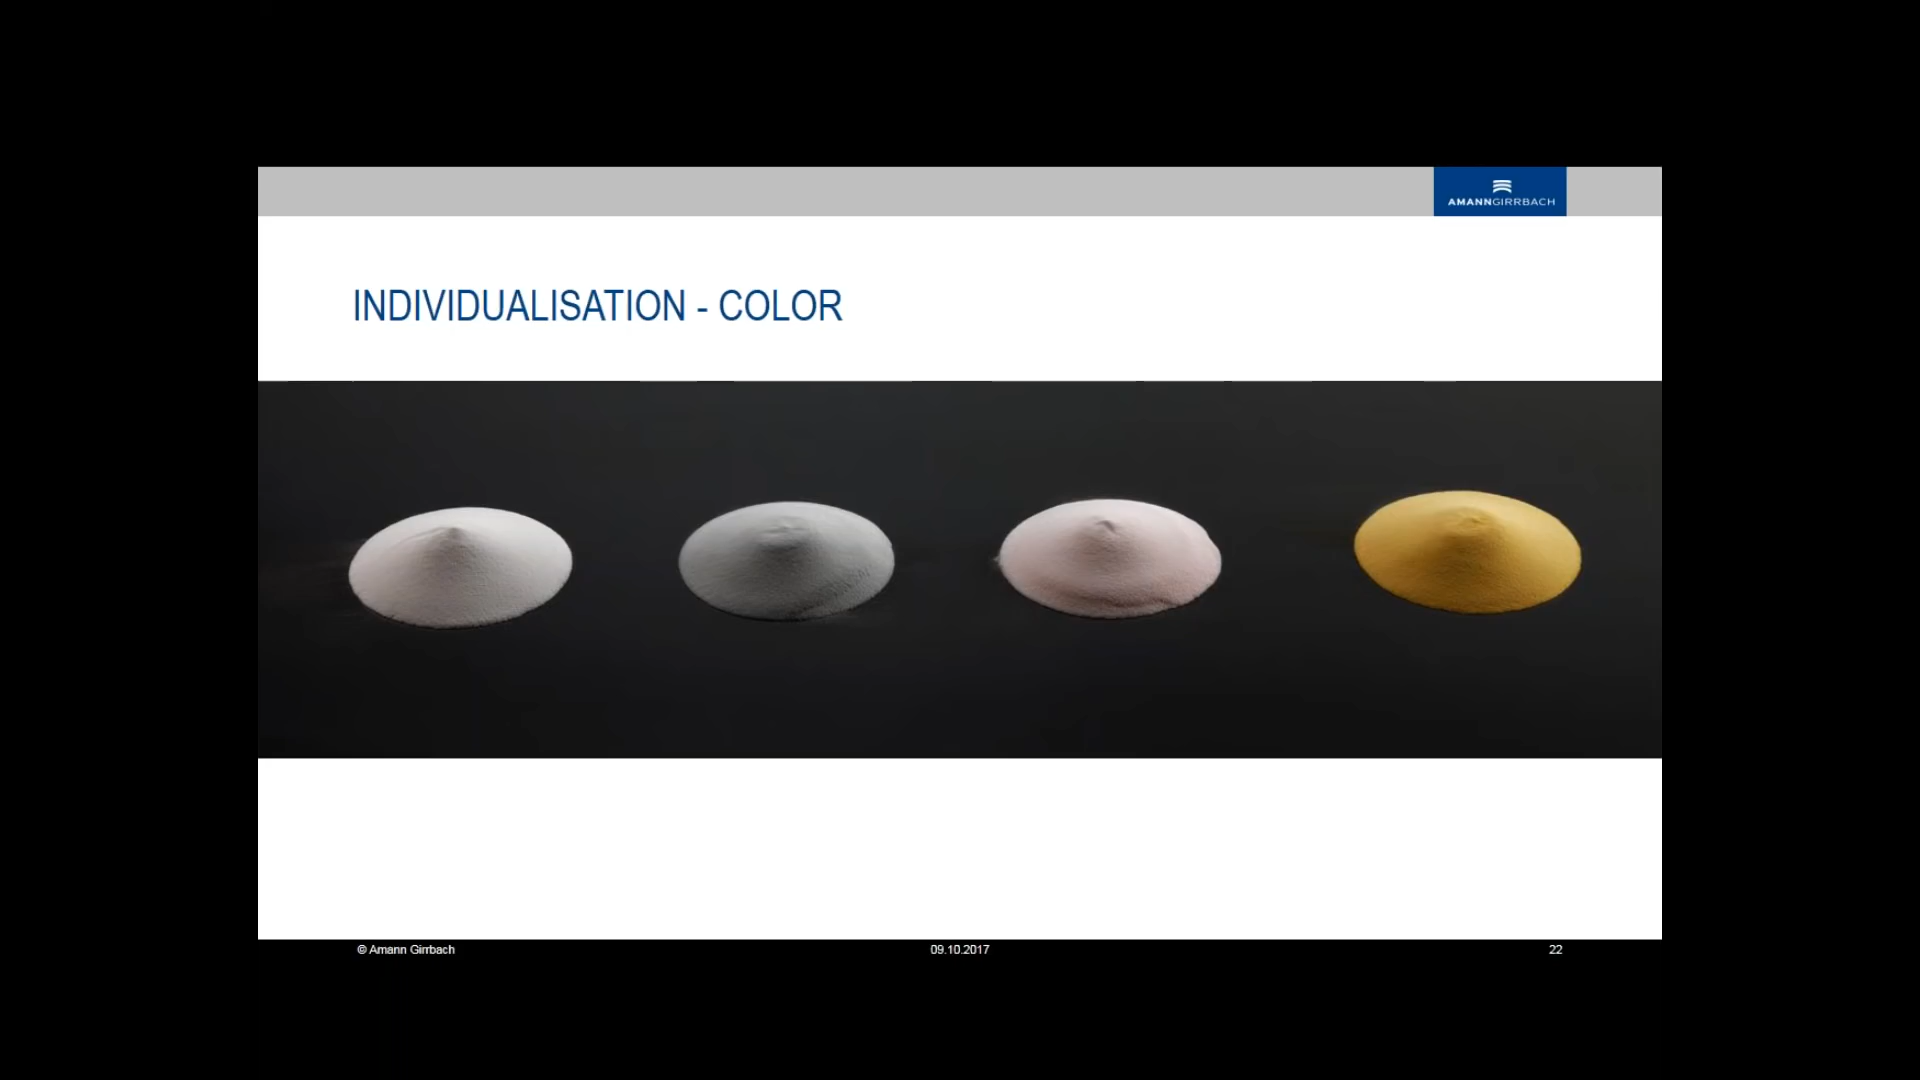 AMANNGIRRBACH
INDIVIDUALISATION - COLOR
© Amann Girrbach
09.10.2017
22